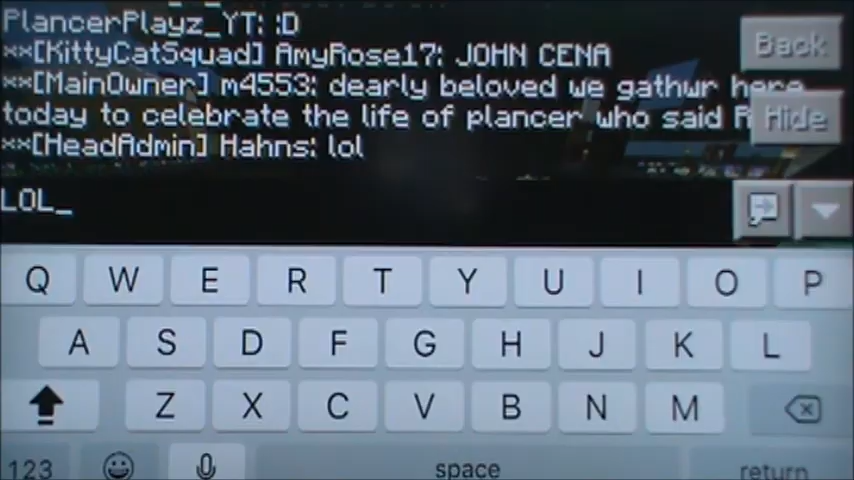 PlancerPlayz_YT: :D
**[KittyCatSquad] AmyRose17: JOHN CENA
**[MainOwner] m4553: dearly beloved we gathwr here
today to celebrate the life of plancer who said
**[HeadAdmin] Hahns: lol
Back
Hide
LOL_
Q W E R T Y U I O P
A S D F G H J K L
Z X C V B N M
123 space return